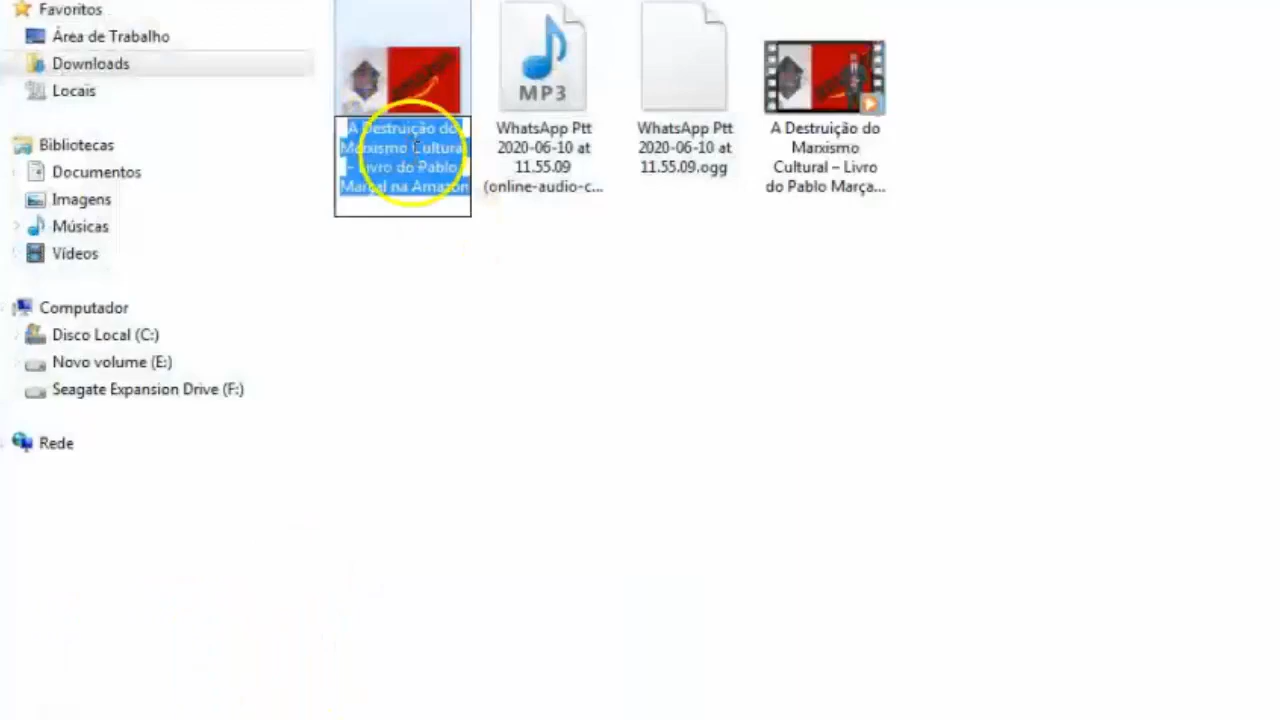 Favoritos
Área de Trabalho
Downloads
Locais
Bibliotecas
Documentos
Imagens
Músicas
Vídeos
Computador
Disco Local (C:)
Novo volume (E:)
Seagate Expansion Drive (F:)
Rede
A Destruição do
Marxismo Cultural
– Livro do Pablo
Marçal na Amazon
MP3
WhatsApp Ptt
2020-06-10 at
11.55.09
(online-audio-c...
WhatsApp Ptt
2020-06-10 at
11.55.09.ogg
A Destruição do
Marxismo
Cultural – Livro
do Pablo Marça...